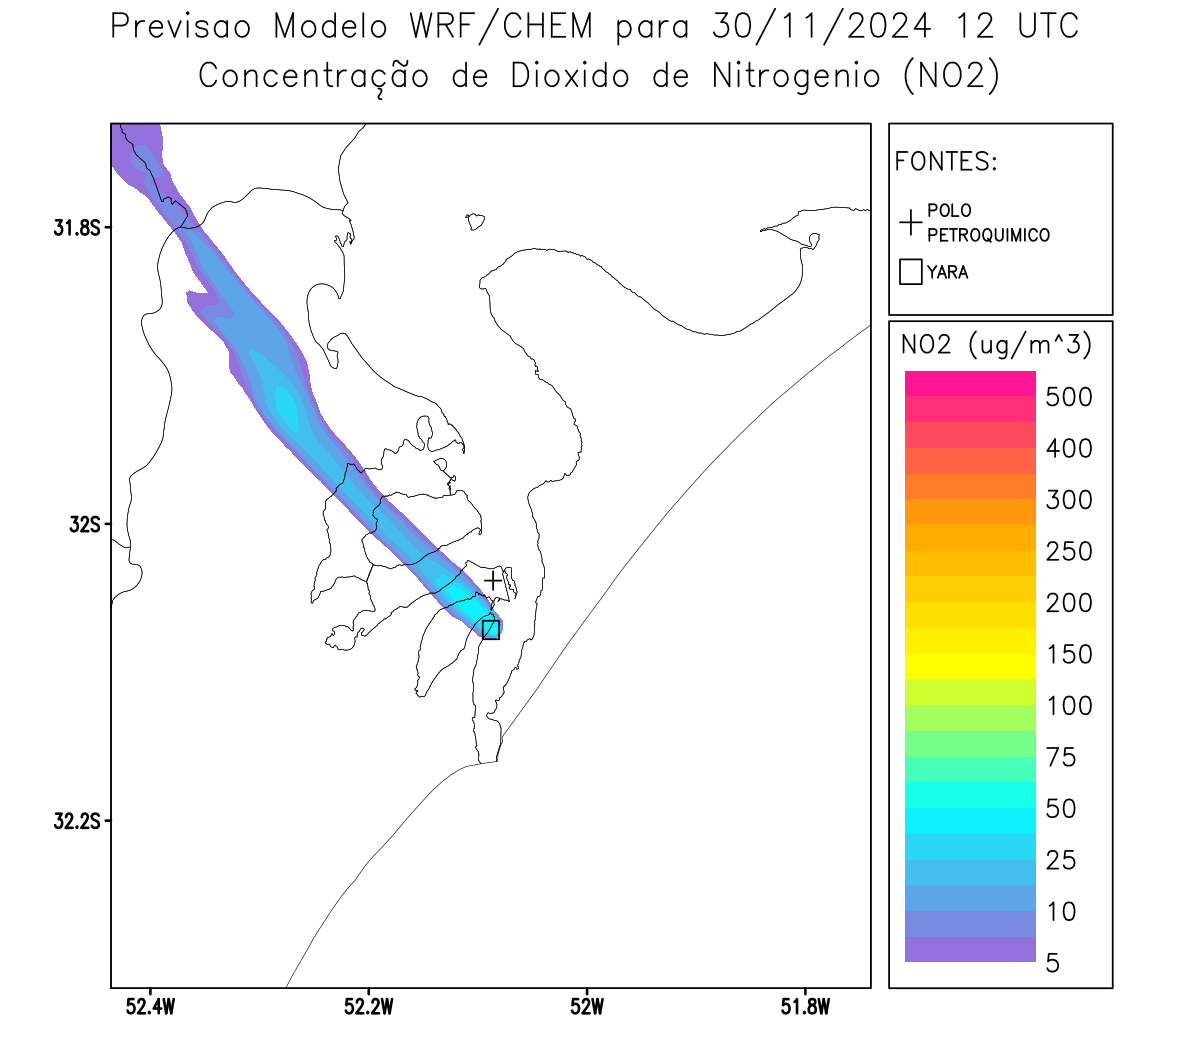 Previsao Modelo WRF/CHEM para 30/11/2024 12 UTC
Concentração de Dioxido de Nitrogenio (NO2)
FONTES:
POLO
PETROQUIMICO
YARA
NO2 (ug/m^3)
500
400
300
250
200
150
100
75
50
25
10
5
31.8S
32S
32.2S
52.4W
52.2W
52W
51.8W